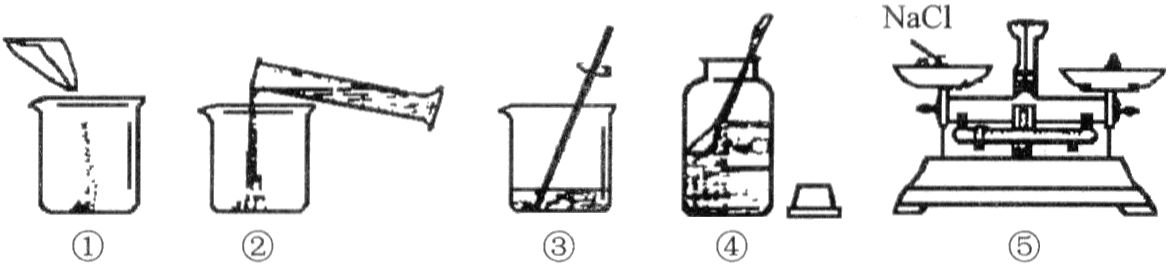 NaCl
① ② ③ ④ ⑤